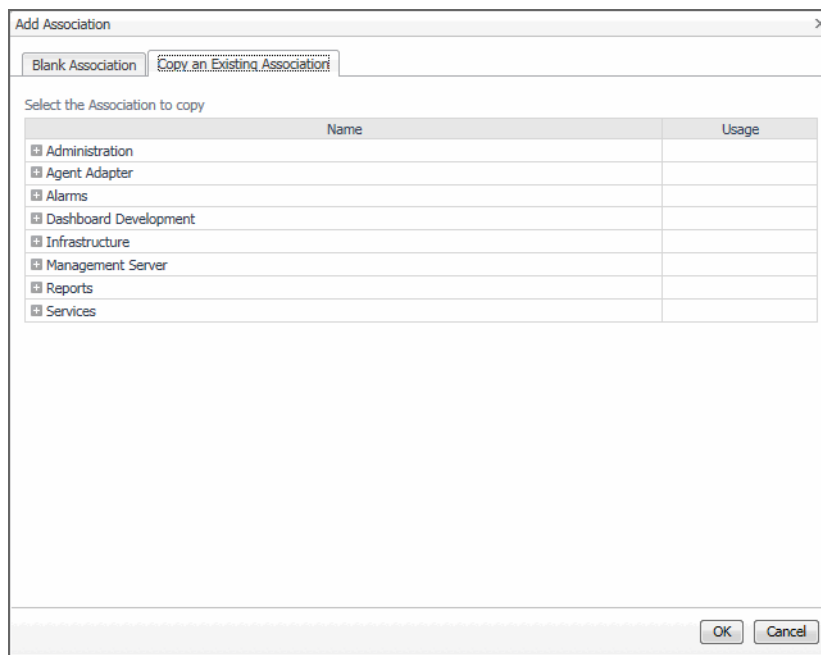 Add Association
Blank Association Copy an Existing Association
Select the Association to copy
Name Usage
Administration
Agent Adapter
Alarms
Dashboard Development
Infrastructure
Management Server
Reports
Services
OK Cancel